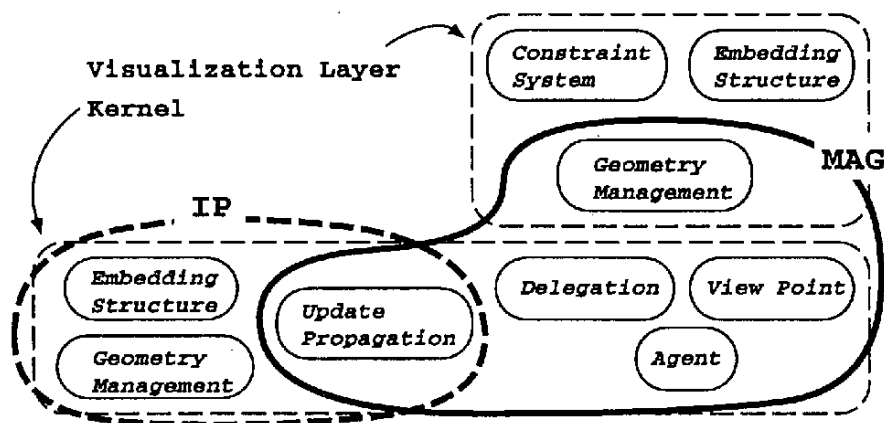 Constraint
System
Embedding
Structure
Visualization Layer
Kernel
Geometry
Management
MAG
IP
Embedding
Structure
Update
Propagation
Delegation
View Point
Geometry
Management
Agent